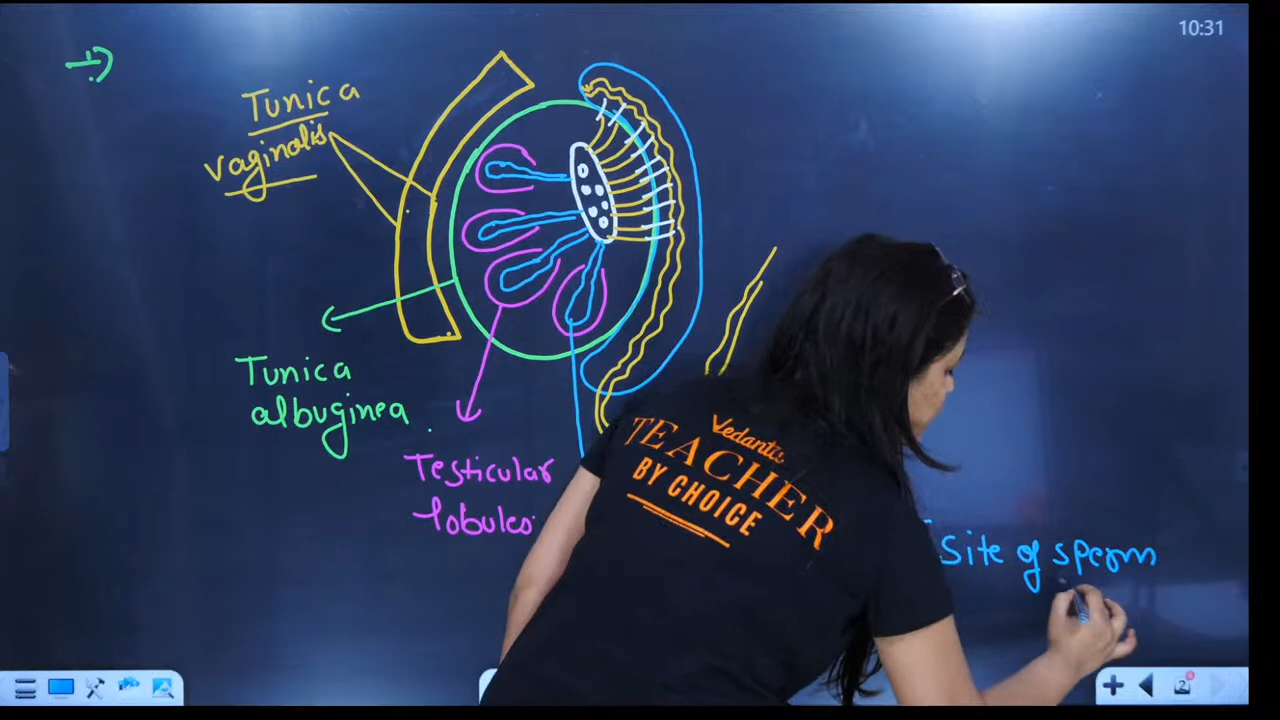 10:31
Tunica
vaginalis
Tunica
albuginea
Testicular
lobules
Vedantu
TEACHER
BY CHOICE
Site of sperm